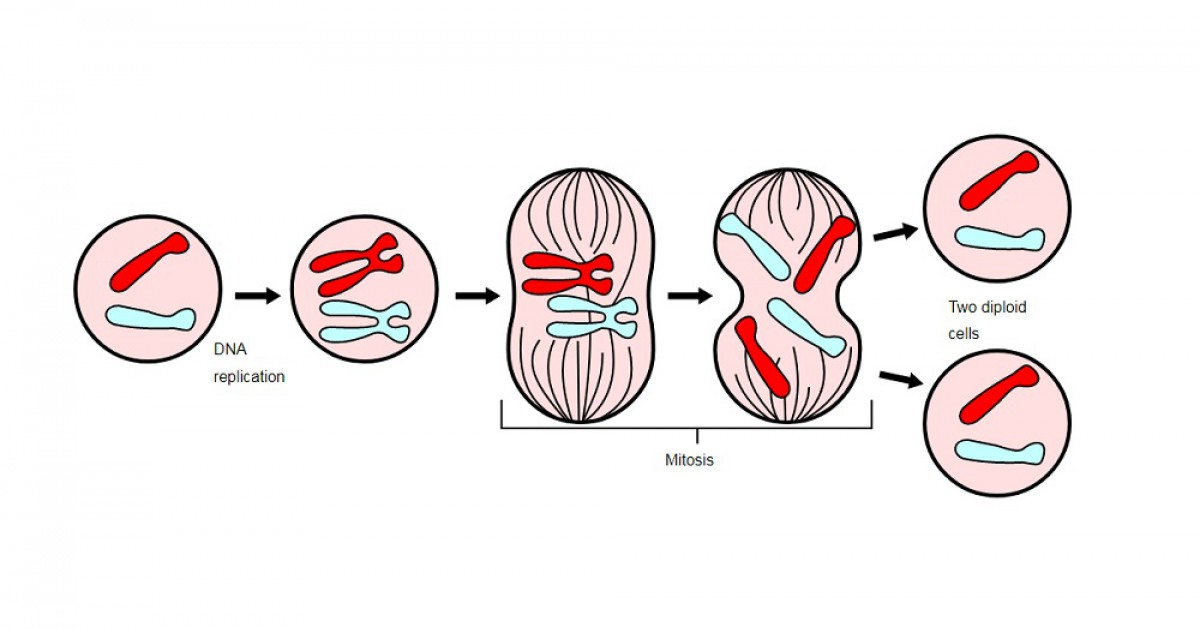 DNA
replication
Mitosis
Two diploid
cells